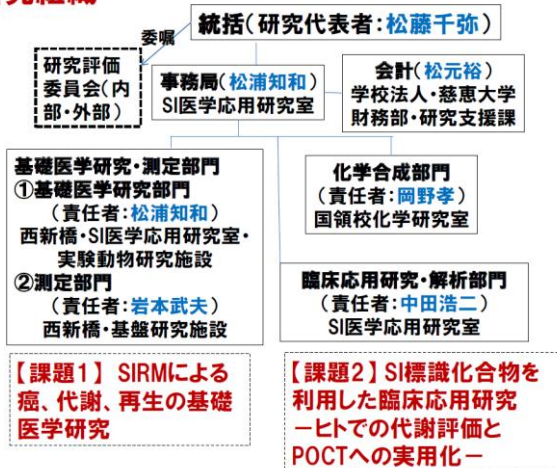 統括(研究代表者:松藤千弥)
委嘱
研究評価
委員会(内
部・外部)
事務局(松浦知和)
SI医学応用研究室
会計(松元裕)
学校法人・慈恵大学
財務部・研究支援課
基礎医学研究・測定部門
①基礎医学研究部門
(責任者:松浦知和)
西新橋・SI医学応用研究室・
実験動物研究施設
②測定部門
(責任者:岩本武夫)
西新橋・基盤研究施設
化学合成部門
(責任者:岡野孝)
国領校化学研究室
臨床応用研究・解析部門
(責任者:中田浩二)
SI医学応用研究室
【課題1】 SIRMによる
癌、代謝、再生の基礎
医学研究
【課題2】SI標識化合物を
利用した臨床応用研究
−ヒトでの代謝評価と
POCTへの実用化−